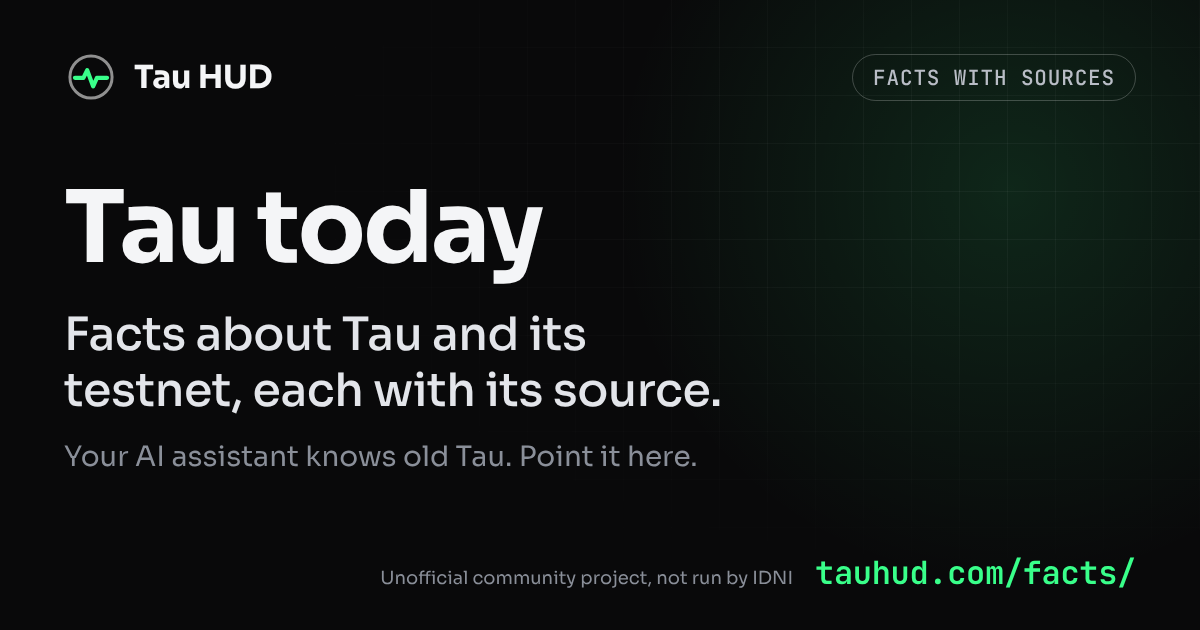 Tau HUD
FACTS WITH SOURCES
Tau today
Facts about Tau and its
testnet, each with its source.
Your AI assistant knows old Tau. Point it here.
Unofficial community project, not run by IDNI
tauhud.com/facts/